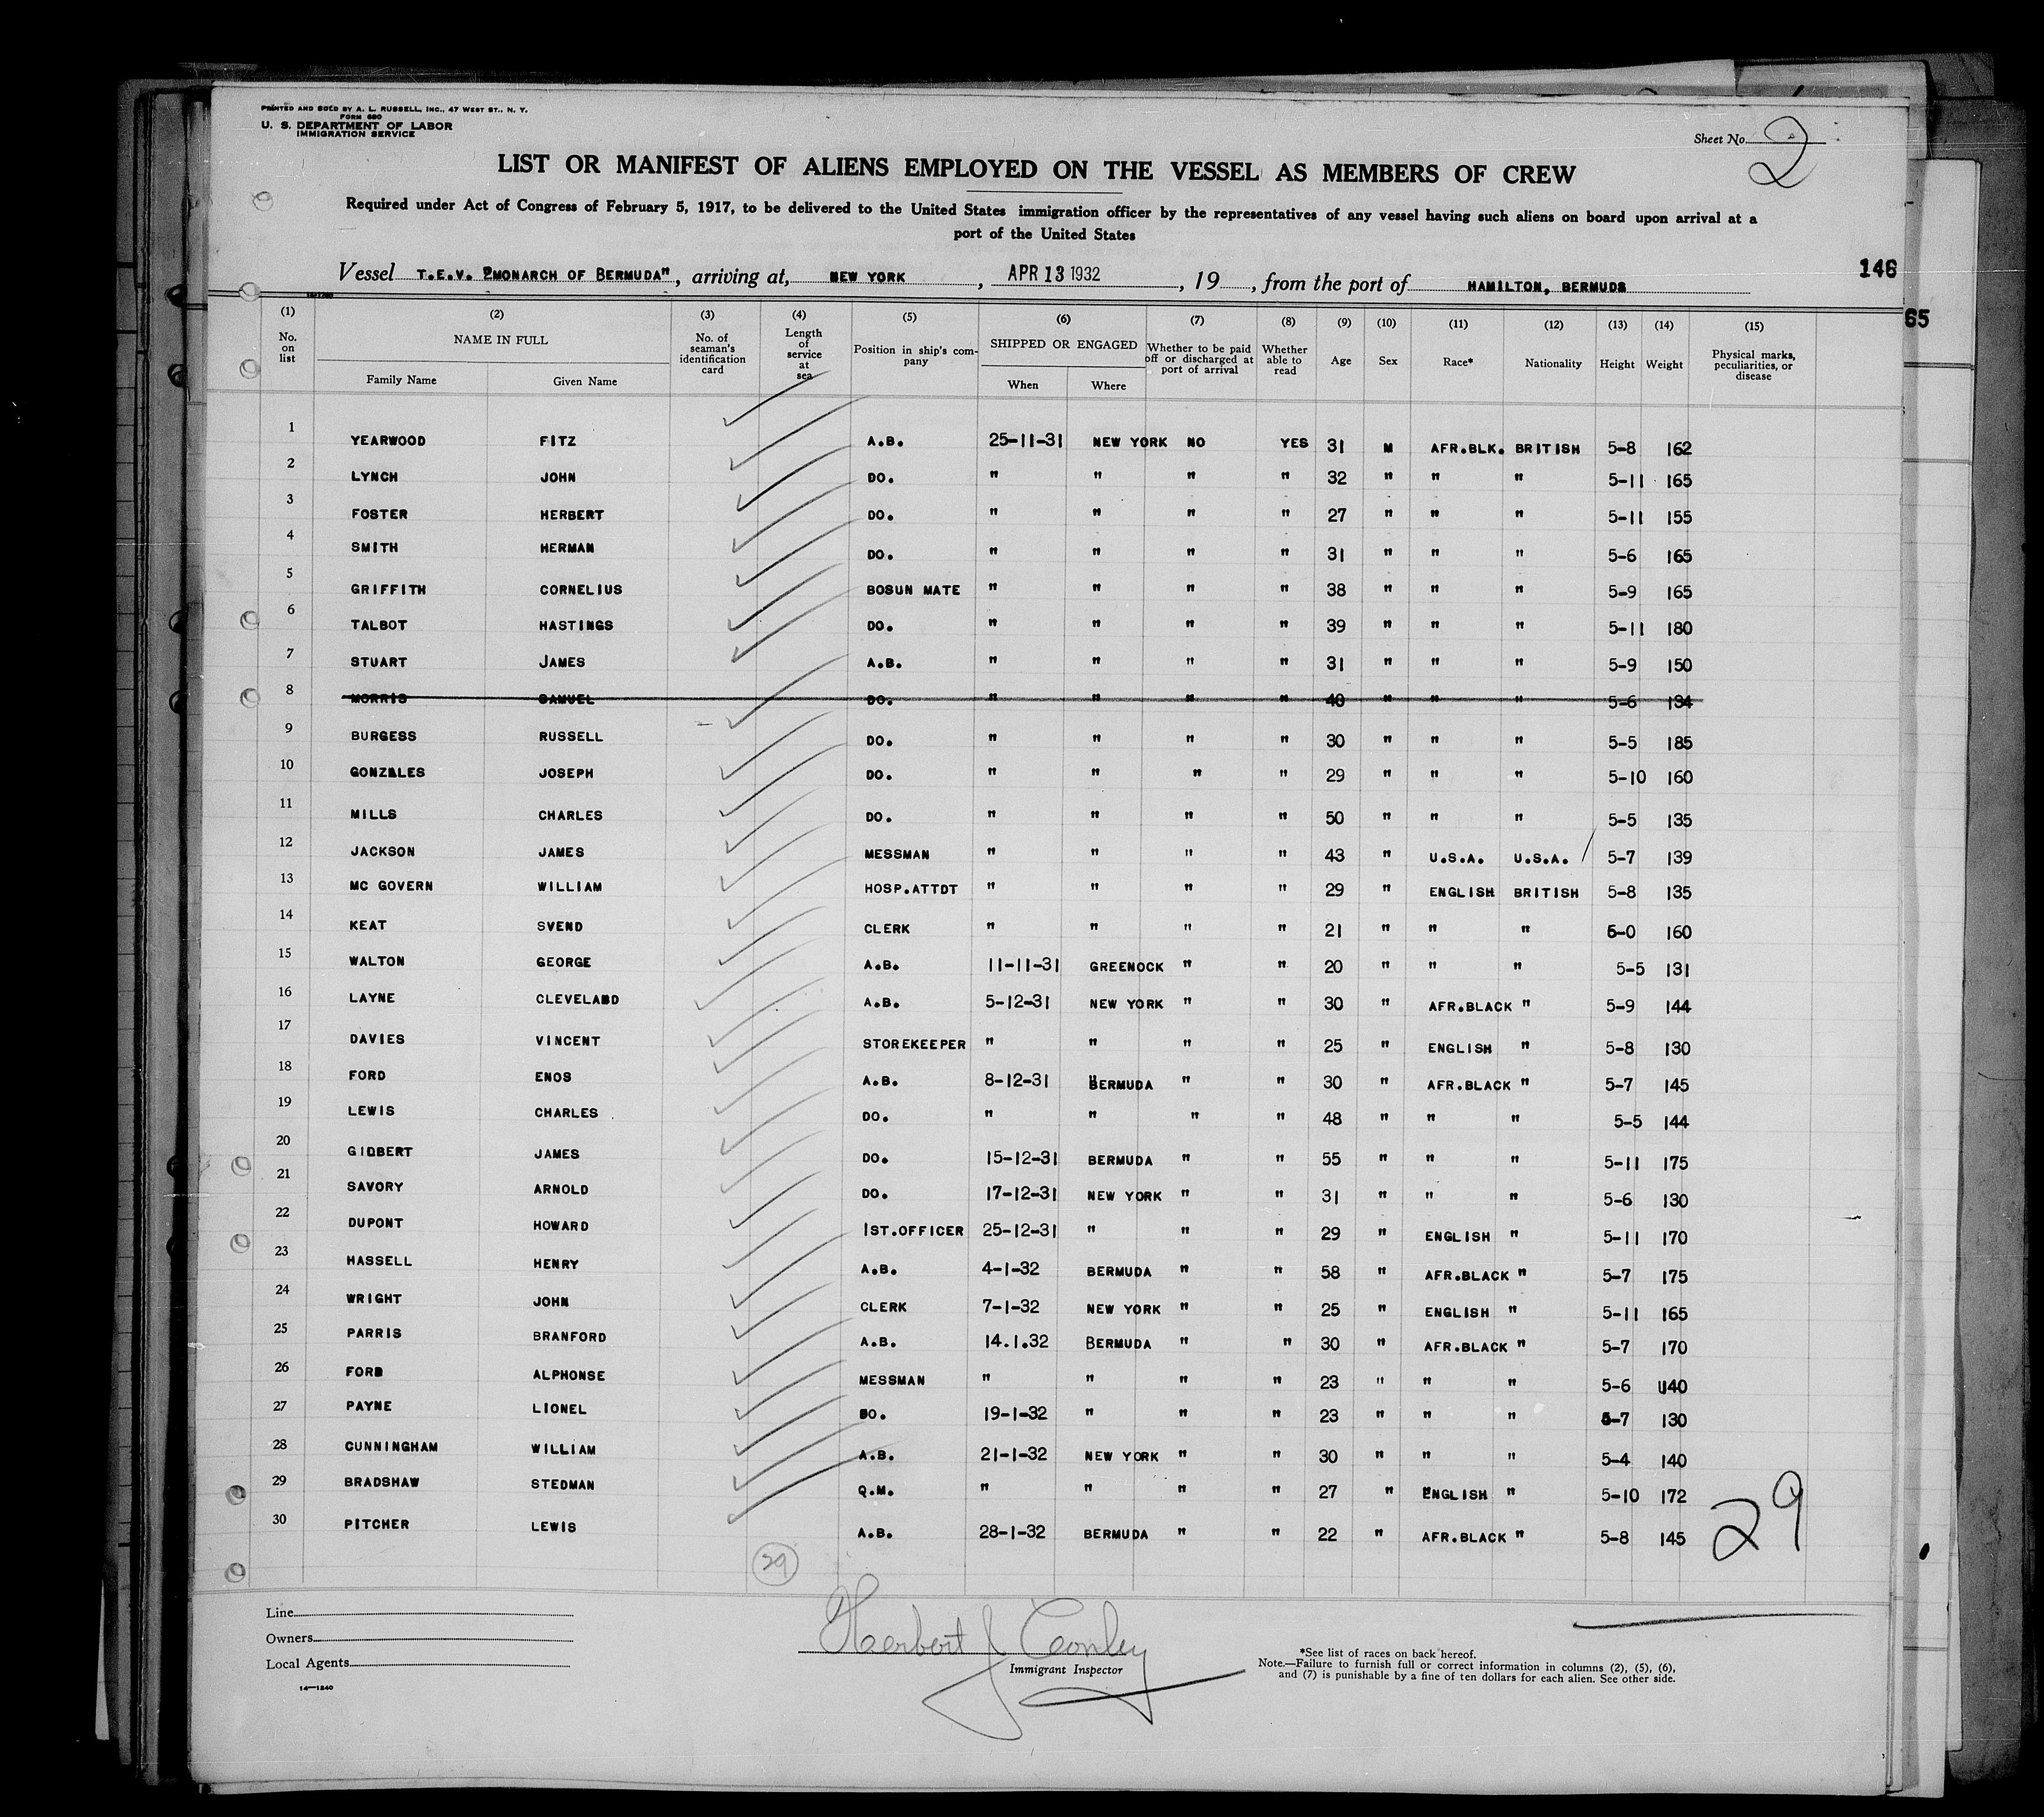 PRINTED AND SOLD BY A. L. RUSSELL, INC., 47 WEST ST., N. Y.
FORM 680
U. S. DEPARTMENT OF LABOR
IMMIGRATION SERVICE
Sheet No. 2
LIST OR MANIFEST OF ALIENS EMPLOYED ON THE VESSEL AS MEMBERS OF CREW
Required under Act of Congress of February 5, 1917, to be delivered to the United States immigration officer by the representatives of any vessel having such aliens on board upon arrival at a
port of the United States
146
Vessel T.E.V. "MONARCH OF BERMUDA", arriving at, NEW YORK, APR 13 1932, 19 , from the port of HAMILTON, BERMUDS
65
(1) (2) (3) (4) (5) (6) (7) (8) (9) (10) (11) (12) (13) (14) (15)
No. on list NAME IN FULL Family Name Given Name No. of seaman's identification card Length of service at sea Position in ship's company SHIPPED OR ENGAGED When Where Whether to be paid off or discharged at port of arrival Whether able to read Age Sex Race* Nationality Height Weight Physical marks, peculiarities, or disease
1 YEARWOOD FITZ A.B. 25-11-31 NEW YORK NO YES 31 M AFR.BLK. BRITISH 5-8 162
2 LYNCH JOHN DO. " " " " 32 " " " 5-11 165
3 FOSTER HERBERT DO. " " " " 27 " " " 5-11 155
4 SMITH HERMAN DO. " " " " 31 " " " 5-6 165
5 GRIFFITH CORNELIUS BOSUN MATE " " " " 38 " " " 5-9 165
6 TALBOT HASTINGS DO. " " " " 39 " " " 5-11 180
7 STUART JAMES A.B. " " " " 31 " " " 5-9 150
8 MORRIS SAMUEL DO. " " " " 40 " " " 5-6 134
9 BURGESS RUSSELL DO. " " " " 30 " " " 5-5 185
10 GONZALES JOSEPH DO. " " " " 29 " " " 5-10 160
11 MILLS CHARLES DO. " " " " 50 " " " 5-5 135
12 JACKSON JAMES MESSMAN " " " " 43 " U.S.A. U.S.A. / 5-7 139
13 MC GOVERN WILLIAM HOSP.ATTDT " " " " 29 " ENGLISH BRITISH 5-8 135
14 KEAT SVEND CLERK " " " " 21 " " " 6-0 160
15 WALTON GEORGE A.B. 11-11-31 GREENOCK " " 20 " " " 5-5 131
16 LAYNE CLEVELAND A.B. 5-12-31 NEW YORK " " 30 " AFR.BLACK " 5-9 144
17 DAVIES VINCENT STOREKEEPER " " " " 25 " ENGLISH " 5-8 130
18 FORD ENOS A.B. 8-12-31 BERMUDA " " 30 " AFR.BLACK " 5-7 145
19 LEWIS CHARLES DO. " " " " 48 " " " 5-5 144
20 JAMES DO. 15-12-31 BERMUDA " " 55 " " " 5-11 175
21 SAVORY ARNOLD DO. 17-12-31 NEW YORK " " 31 " " " 5-6 130
22 DUPONT HOWARD 1ST.OFFICER 25-12-31 " " " 29 " ENGLISH " 5-11 170
23 HASSELL HENRY A.B. 4-1-32 BERMUDA " " 58 " AFR.BLACK " 5-7 175
24 WRIGHT JOHN CLERK 7-1-32 NEW YORK " " 25 " ENGLISH " 5-11 165
25 PARRIS BRANFORD A.B. 14.1.32 BERMUDA " " 30 " AFR.BLACK " 5-7 170
26 FORD ALPHONSE MESSMAN " " " " 23 " " " 5-6 140
27 PAYNE LIONEL DO. 19-1-32 " " " 23 " " " 5-7 130
28 CUNNINGHAM WILLIAM A.B. 21-1-32 NEW YORK " " 30 " " " 5-4 140
29 BRADSHAW STEDMAN Q.M. " " " " 27 " ENGLISH " 5-10 172
30 PITCHER LEWIS A.B. 28-1-32 BERMUDA " " 22 " AFR.BLACK " 5-8 145
29
29
Line
Owners
Local Agents
14—1240
Herbert J Conley
Immigrant Inspector
*See list of races on back hereof.
Note.—Failure to furnish full or correct information in columns (2), (5), (6),
and (7) is punishable by a fine of ten dollars for each alien. See other side.